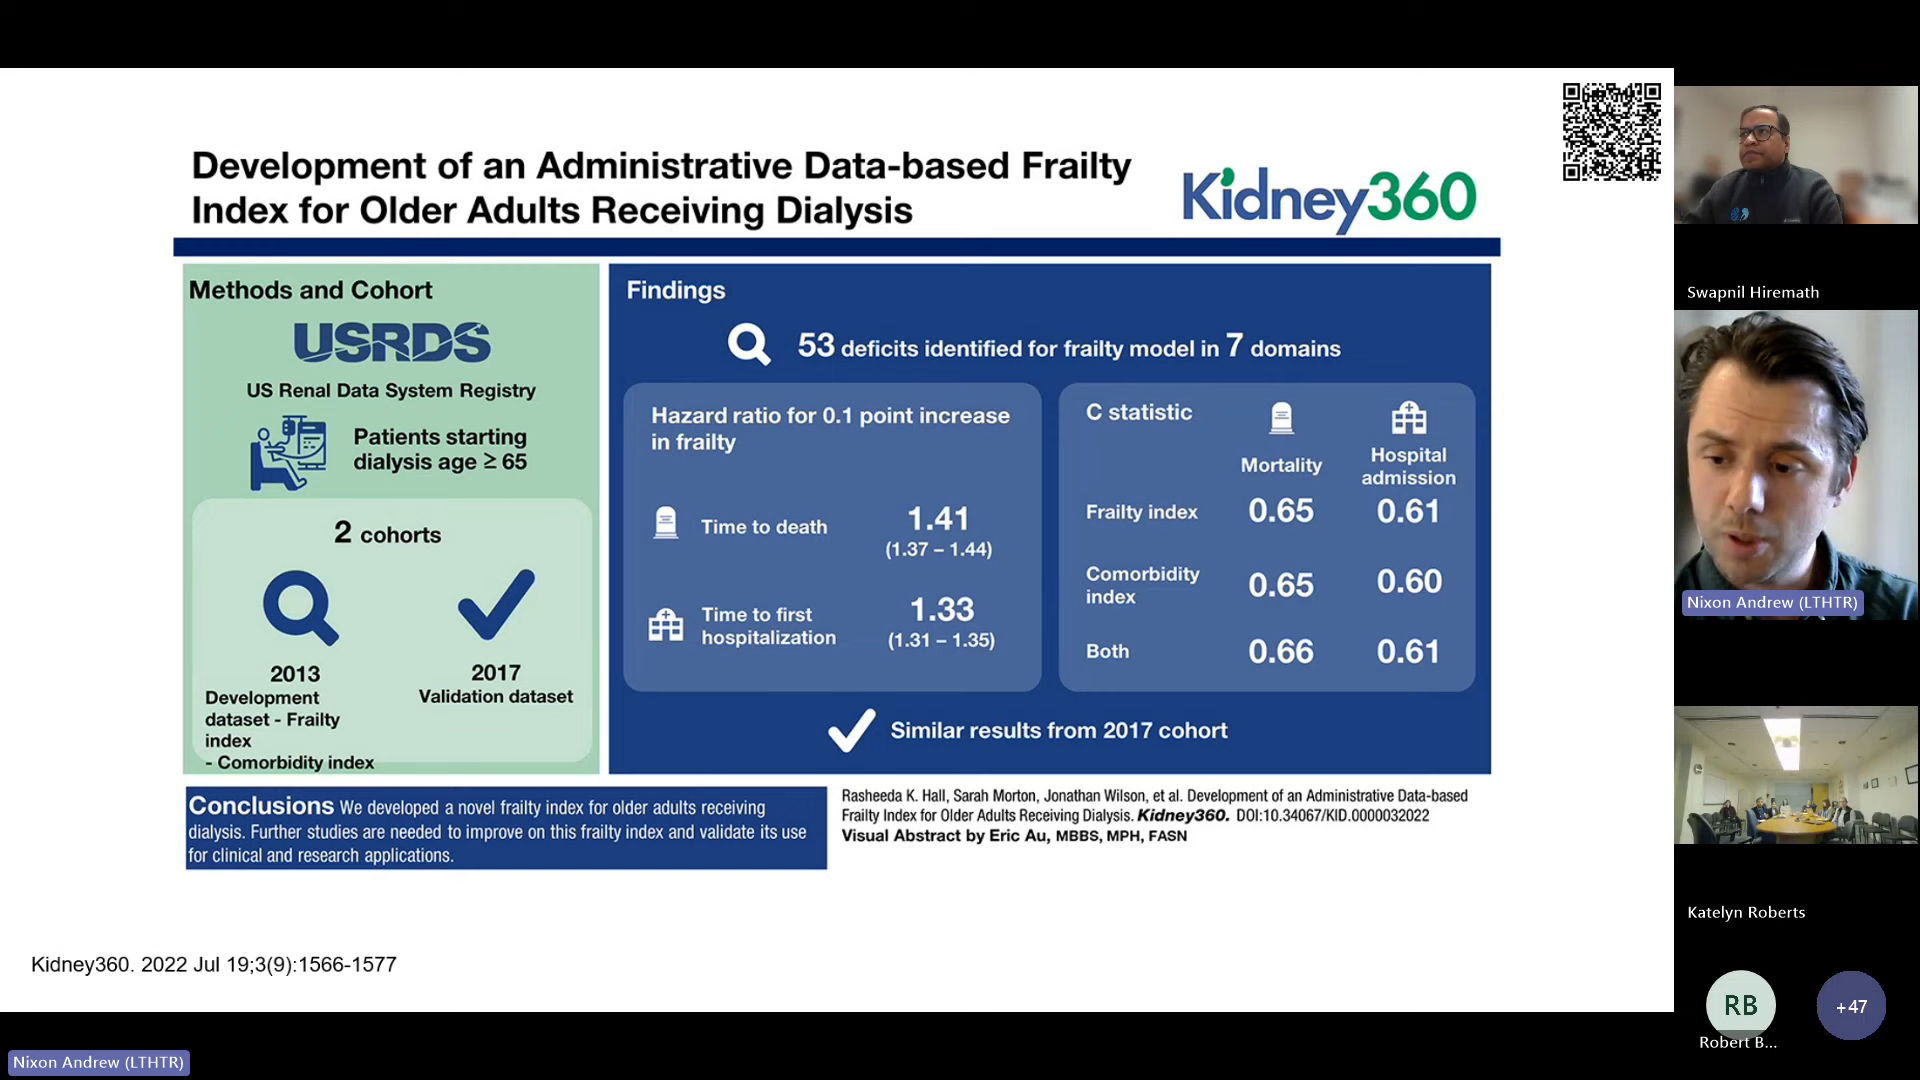 Development of an Administrative Data-based Frailty
Index for Older Adults Receiving Dialysis
Kidney360
Methods and Cohort
USRDS
US Renal Data System Registry
Patients starting
dialysis age ≥ 65
2 cohorts
2013
Development
dataset - Frailty
index
- Comorbidity index
2017
Validation dataset
Findings
53 deficits identified for frailty model in 7 domains
Hazard ratio for 0.1 point increase
in frailty
Time to death
1.41
(1.37 – 1.44)
Time to first
hospitalization
1.33
(1.31 – 1.35)
C statistic
Mortality
Hospital
admission
Frailty index 0.65 0.61
Comorbidity
index
0.65 0.60
Both 0.66 0.61
Similar results from 2017 cohort
Conclusions We developed a novel frailty index for older adults receiving
dialysis. Further studies are needed to improve on this frailty index and validate its use
for clinical and research applications.
Rasheeda K. Hall, Sarah Morton, Jonathan Wilson, et al. Development of an Administrative Data-based
Frailty Index for Older Adults Receiving Dialysis. Kidney360. DOI:10.34067/KID.0000032022
Visual Abstract by Eric Au, MBBS, MPH, FASN
Kidney360. 2022 Jul 19;3(9):1566-1577
Swapnil Hiremath
Nixon Andrew (LTHTR)
Katelyn Roberts
RB
Robert B...
+47
Nixon Andrew (LTHTR)